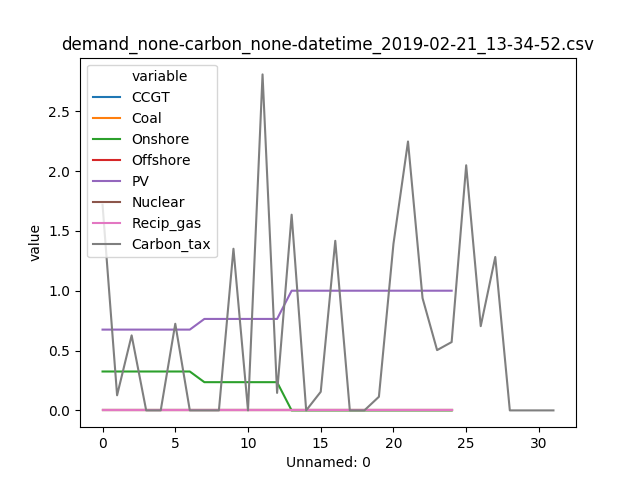 demand_none-carbon_none-datetime_2019-02-21_13-34-52.csv
variable
CCGT
Coal
Onshore
Offshore
PV
Nuclear
Recip_gas
Carbon_tax
value
2.5
2.0
1.5
1.0
0.5
0.0
0 5 10 15 20 25 30
Unnamed: 0